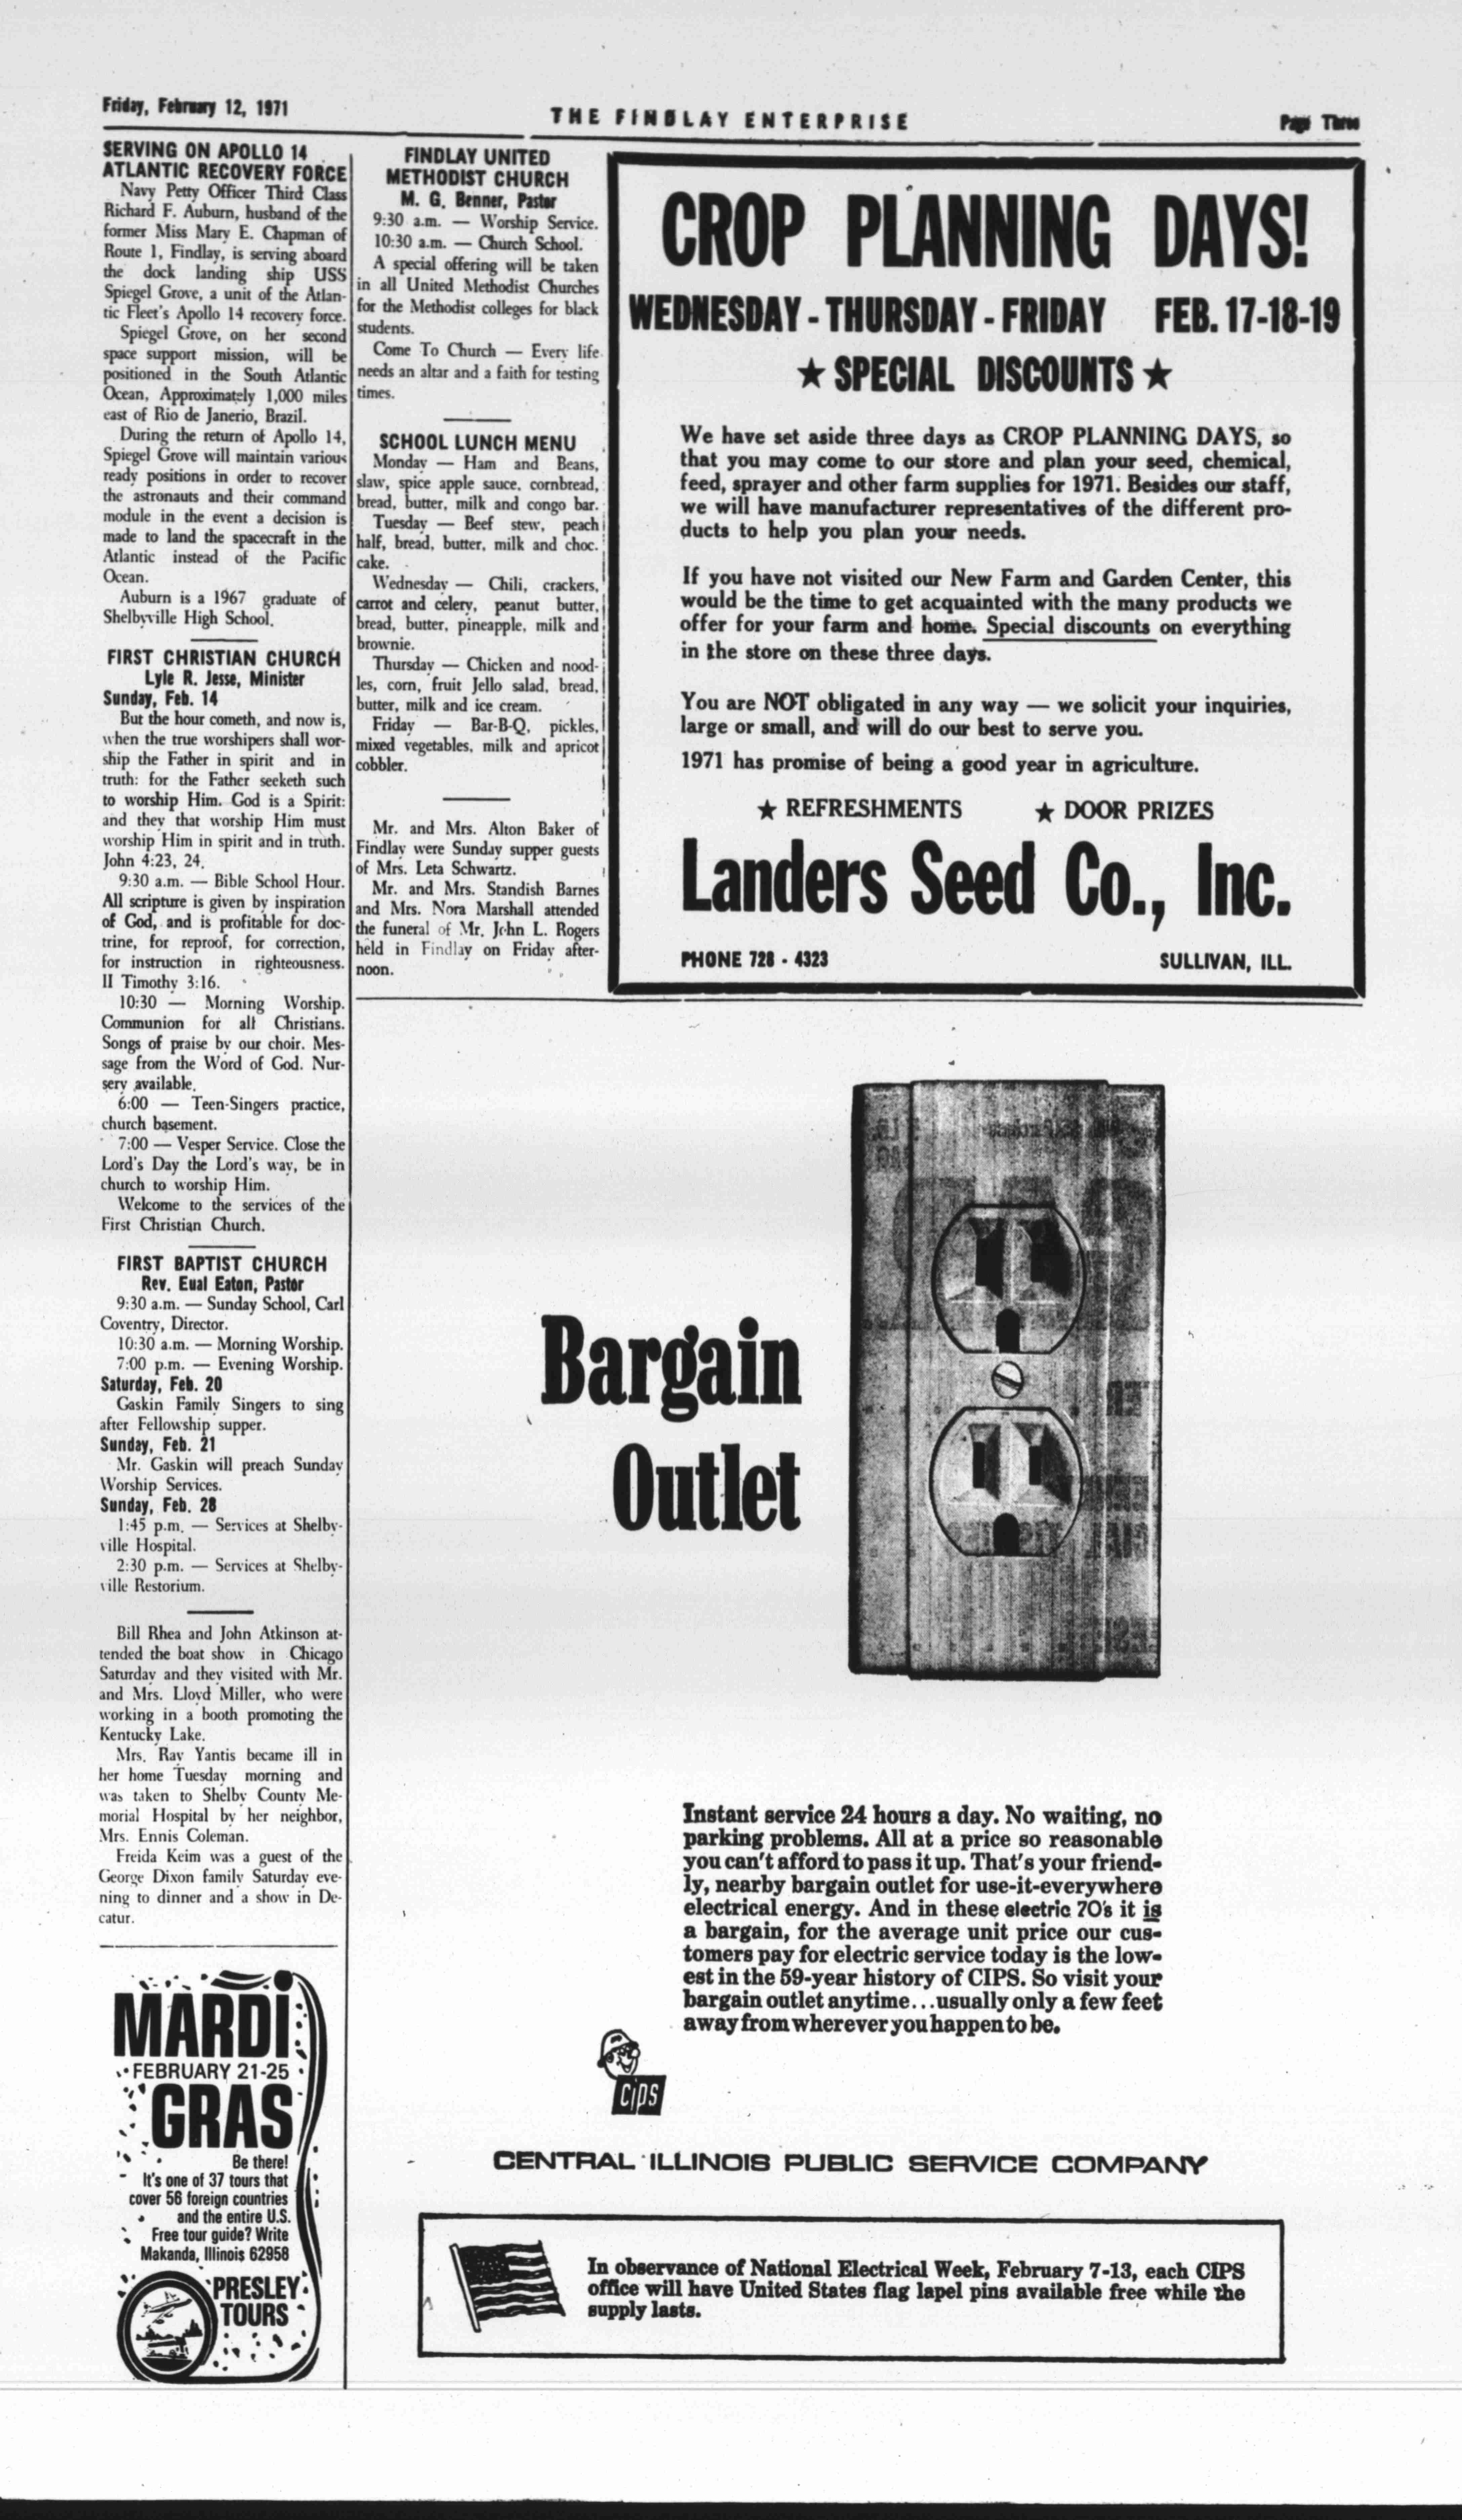 Friday, February 12, 1971
THE FINDLAY ENTERPRISE
Page Three
SERVING ON APOLLO 14
ATLANTIC RECOVERY FORCE
Navy Petty Officer Third Class
Richard F. Auburn, husband of the
former Miss Mary E. Chapman of
Route 1, Findlay, is serving aboard
the dock landing ship USS
Spiegel Grove, a unit of the Atlan-
tic Fleet's Apollo 14 recovery force.
Spiegel Grove, on her second
space support mission, will be
positioned in the South Atlantic
Ocean, Approximately 1,000 miles
east of Rio de Janerio, Brazil.
During the return of Apollo 14,
Spiegel Grove will maintain various
ready positions in order to recover
the astronauts and their command
module in the event a decision is
made to land the spacecraft in the
Atlantic instead of the Pacific
Ocean.
Auburn is a 1967 graduate of
Shelbyville High School.
FIRST CHRISTIAN CHURCH
Lyle R. Jesse, Minister
Sunday, Feb. 14
But the hour cometh, and now is,
when the true worshipers shall wor-
ship the Father in spirit and in
truth: for the Father seeketh such
to worship Him. God is a Spirit:
and they that worship Him must
worship Him in spirit and in truth.
John 4:23, 24.
9:30 a.m. — Bible School Hour.
All scripture is given by inspiration
of God, and is profitable for doc-
trine, for reproof, for correction,
for instruction in righteousness.
II Timothy 3:16.
10:30 — Morning Worship.
Communion for all Christians.
Songs of praise by our choir. Mes-
sage from the Word of God. Nur-
sery available.
6:00 — Teen-Singers practice,
church basement.
7:00 — Vesper Service. Close the
Lord's Day the Lord's way, be in
church to worship Him.
Welcome to the services of the
First Christian Church.
FIRST BAPTIST CHURCH
Rev. Eual Eaton, Pastor
9:30 a.m. — Sunday School, Carl
Coventry, Director.
10:30 a.m. — Morning Worship.
7:00 p.m. — Evening Worship.
Saturday, Feb. 20
Gaskin Family Singers to sing
after Fellowship supper.
Sunday, Feb. 21
Mr. Gaskin will preach Sunday
Worship Services.
Sunday, Feb. 28
1:45 p.m. — Services at Shelby-
ville Hospital.
2:30 p.m. — Services at Shelby-
ville Restorium.
Bill Rhea and John Atkinson at-
tended the boat show in Chicago
Saturday and they visited with Mr.
and Mrs. Lloyd Miller, who were
working in a booth promoting the
Kentucky Lake.
Mrs. Ray Yantis became ill in
her home Tuesday morning and
was taken to Shelby County Me-
morial Hospital by her neighbor,
Mrs. Ennis Coleman.
Freida Keim was a guest of the
George Dixon family Saturday eve-
ning to dinner and a show in De-
catur.
MARDI
FEBRUARY 21-25
GRAS
Be there!
It's one of 37 tours that
cover 56 foreign countries
and the entire U.S.
Free tour guide? Write
Makanda, Illinois 62958
PRESLEY
TOURS
FINDLAY UNITED
METHODIST CHURCH
M. G. Benner, Pastor
9:30 a.m. — Worship Service.
10:30 a.m. — Church School.
A special offering will be taken
in all United Methodist Churches
for the Methodist colleges for black
students.
Come To Church — Every life
needs an altar and a faith for testing
times.
SCHOOL LUNCH MENU
Monday — Ham and Beans,
slaw, spice apple sauce, cornbread,
bread, butter, milk and congo bar.
Tuesday — Beef stew, peach
half, bread, butter, milk and choc.
cake.
Wednesday — Chili, crackers,
carrot and celery, peanut butter,
bread, butter, pineapple, milk and
brownie.
Thursday — Chicken and nood-
les, corn, fruit Jello salad, bread,
butter, milk and ice cream.
Friday — Bar-B-Q, pickles,
mixed vegetables, milk and apricot
cobbler.
Mr. and Mrs. Alton Baker of
Findlay were Sunday supper guests
of Mrs. Leta Schwartz.
Mr. and Mrs. Standish Barnes
and Mrs. Nora Marshall attended
the funeral of Mr. John L. Rogers
held in Findlay on Friday after-
noon.
CROP PLANNING DAYS!
WEDNESDAY - THURSDAY - FRIDAY FEB. 17-18-19
★ SPECIAL DISCOUNTS ★
We have set aside three days as CROP PLANNING DAYS, so
that you may come to our store and plan your seed, chemical,
feed, sprayer and other farm supplies for 1971. Besides our staff,
we will have manufacturer representatives of the different pro-
ducts to help you plan your needs.
If you have not visited our New Farm and Garden Center, this
would be the time to get acquainted with the many products we
offer for your farm and home. Special discounts on everything
in the store on these three days.
You are NOT obligated in any way — we solicit your inquiries,
large or small, and will do our best to serve you.
1971 has promise of being a good year in agriculture.
★ REFRESHMENTS ★ DOOR PRIZES
Landers Seed Co., Inc.
PHONE 728 - 4323 SULLIVAN, ILL.
Bargain
Outlet
Instant service 24 hours a day. No waiting, no
parking problems. All at a price so reasonable
you can't afford to pass it up. That's your friend-
ly, nearby bargain outlet for use-it-everywhere
electrical energy. And in these electric 70's it is
a bargain, for the average unit price our cus-
tomers pay for electric service today is the low-
est in the 59-year history of CIPS. So visit your
bargain outlet anytime...usually only a few feet
away from wherever you happen to be.
CIPS
CENTRAL ILLINOIS PUBLIC SERVICE COMPANY
In observance of National Electrical Week, February 7-13, each CIPS
office will have United States flag lapel pins available free while the
supply lasts.